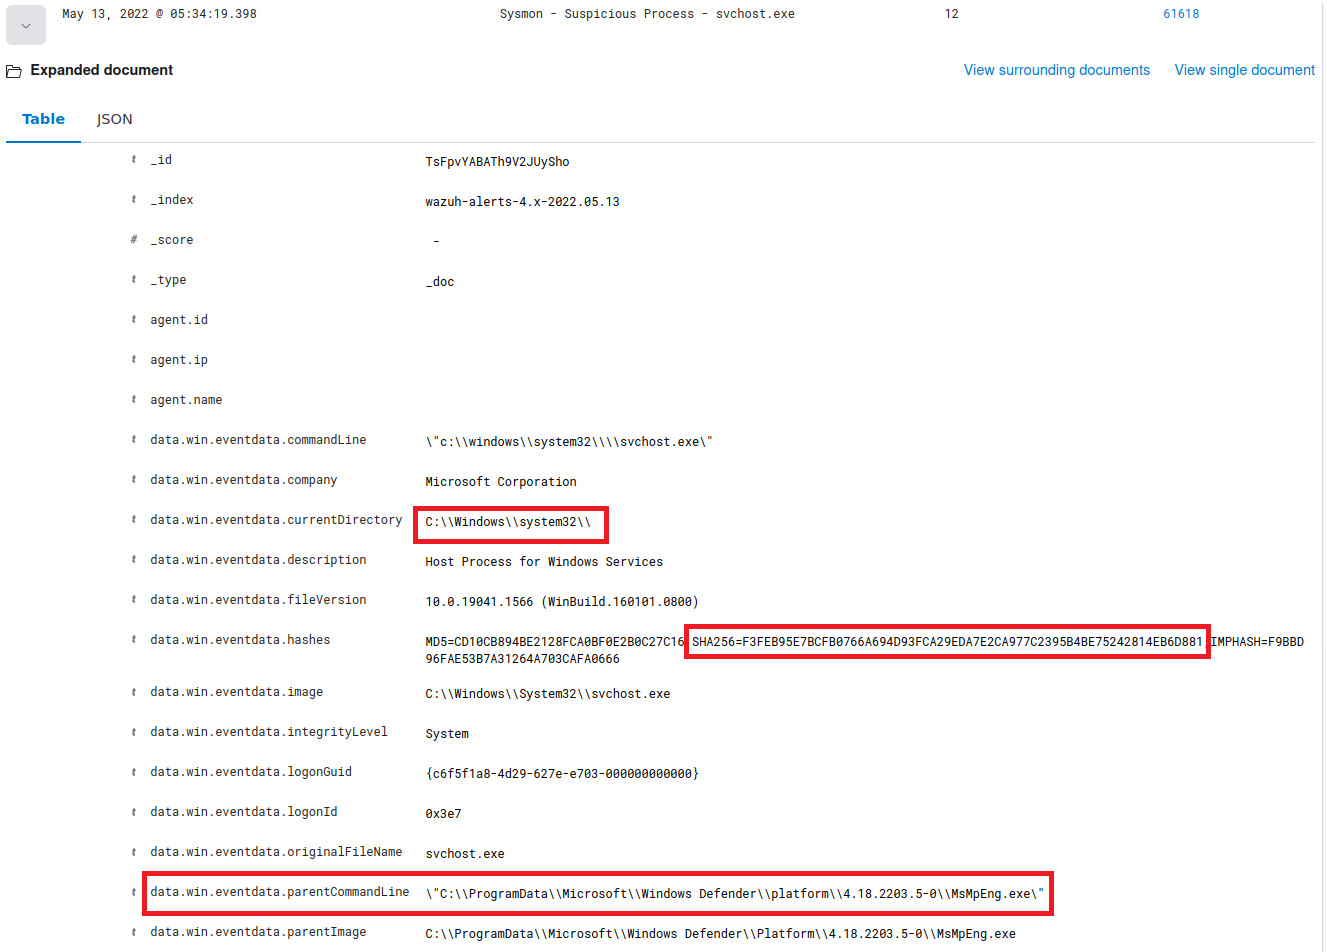 May 13, 2022 @ 05:34:19.398 Sysmon - Suspicious Process - svchost.exe 12 61618
Expanded document View surrounding documents View single document
Table JSON
t _id TsFpvYABATh9V2JUySho
t _index wazuh-alerts-4.x-2022.05.13
# _score -
t _type _doc
t agent.id
t agent.ip
t agent.name
t data.win.eventdata.commandLine \"c:\\windows\\system32\\\\svchost.exe\"
t data.win.eventdata.company Microsoft Corporation
t data.win.eventdata.currentDirectory C:\\Windows\\system32\\
t data.win.eventdata.description Host Process for Windows Services
t data.win.eventdata.fileVersion 10.0.19041.1566 (WinBuild.160101.0800)
t data.win.eventdata.hashes MD5=CD10CB894BE2128FCA0BF0E2B0C27C16 SHA256=F3FEB95E7BCFB0766A694D93FCA29EDA7E2CA977C2395B4BE75242814EB6D881 IMPHASH=F9BBD
96FAE53B7A31264A703CAFA0666
t data.win.eventdata.image C:\\Windows\\System32\\svchost.exe
t data.win.eventdata.integrityLevel System
t data.win.eventdata.logonGuid {c6f5f1a8-4d29-627e-e703-000000000000}
t data.win.eventdata.logonId 0x3e7
t data.win.eventdata.originalFileName svchost.exe
t data.win.eventdata.parentCommandLine \"C:\\ProgramData\\Microsoft\\Windows Defender\\platform\\4.18.2203.5-0\\MsMpEng.exe\"
t data.win.eventdata.parentImage C:\\ProgramData\\Microsoft\\Windows Defender\\Platform\\4.18.2203.5-0\\MsMpEng.exe